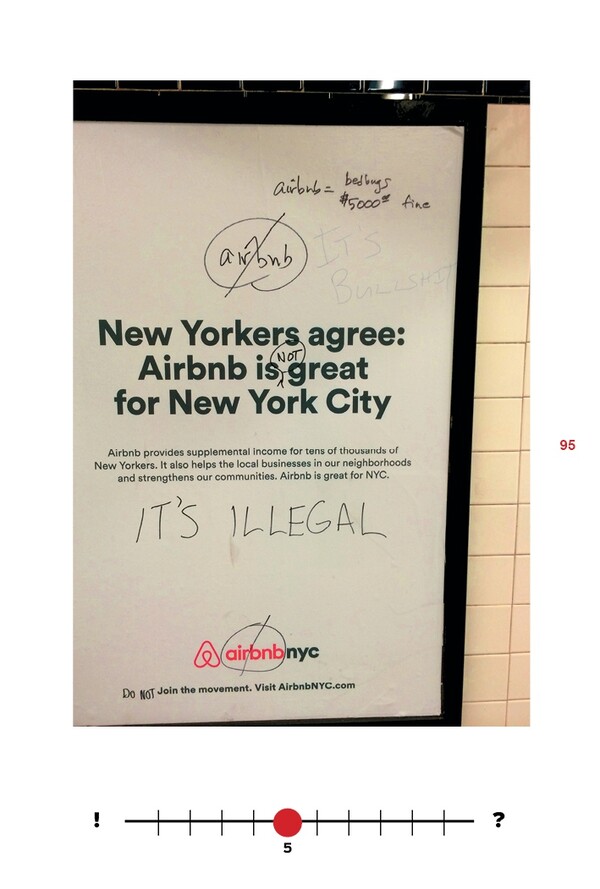 airbnb = bedbugs
$5000.00 fine
airbnb
IT'S
BULLSHIT
New Yorkers agree:
Airbnb is NOT great
for New York City
Airbnb provides supplemental income for tens of thousands of
New Yorkers. It also helps the local businesses in our neighborhoods
and strengthens our communities. Airbnb is great for NYC.
IT'S ILLEGAL
airbnbnyc
Do NOT Join the movement. Visit AirbnbNYC.com
95
! ?
5